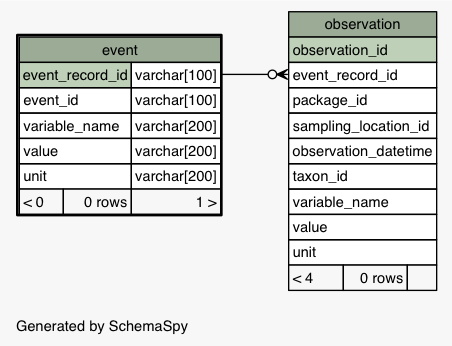 event
event_record_id varchar[100]
event_id varchar[100]
variable_name varchar[200]
value varchar[200]
unit varchar[200]
< 0 0 rows 1 >
observation
observation_id
event_record_id
package_id
sampling_location_id
observation_datetime
taxon_id
variable_name
value
unit
< 4 0 rows
Generated by SchemaSpy